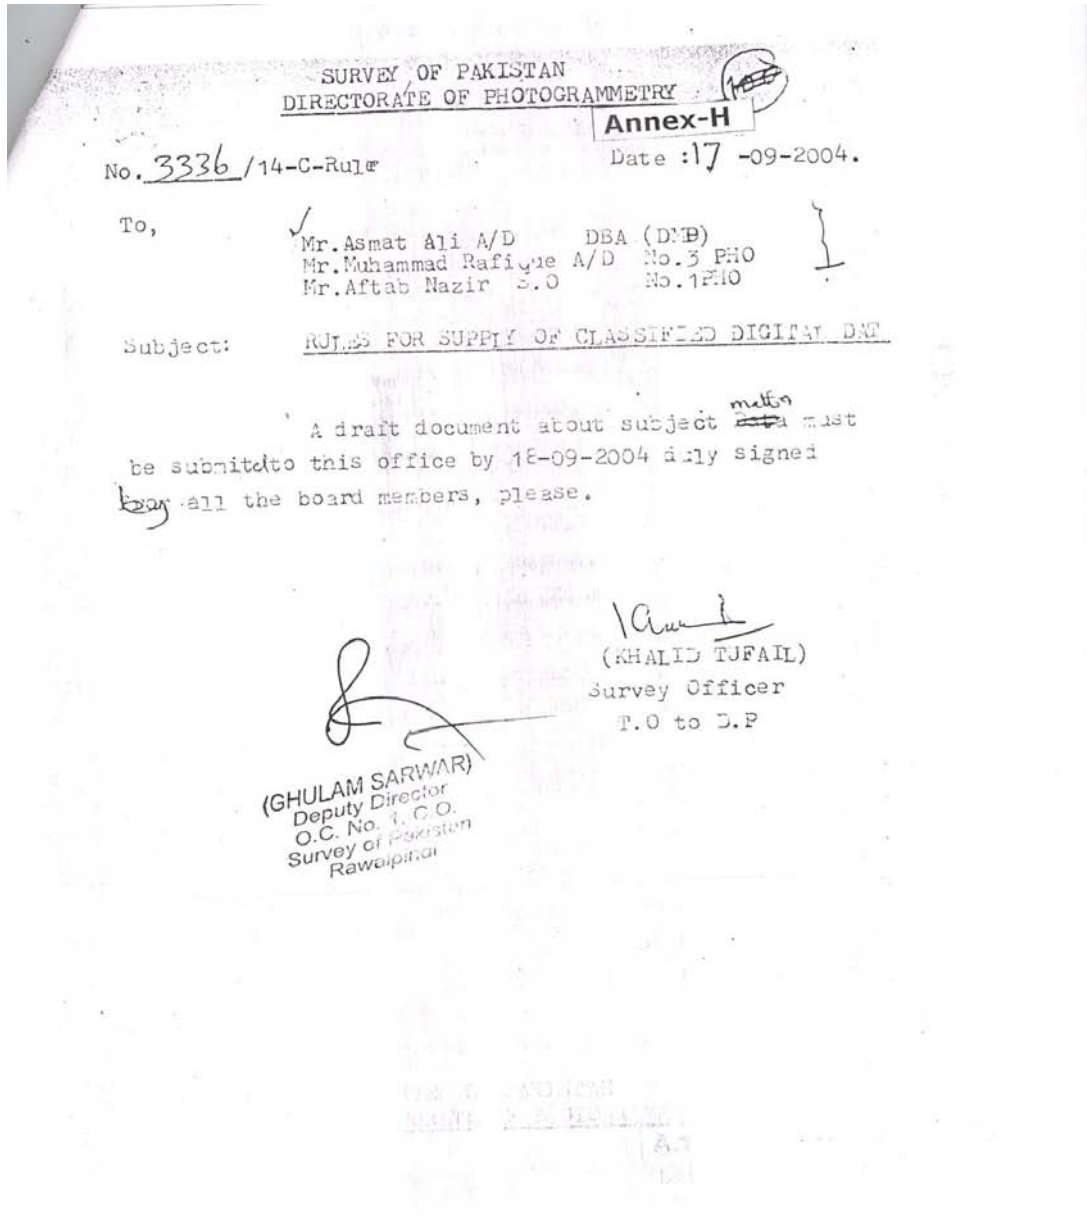 SURVEY OF PAKISTAN
DIRECTORATE OF PHOTOGRAMMETRY
Annex-H
No. 3336/14-C-Rule
Date :17 -09-2004.
To,
Mr.Asmat Ali A/D DBA (DMB)
Mr.Muhammad Rafique A/D No.3 PHO
Mr.Aftab Nazir S.O No.1PHO
Subject: RULES FOR SUPPLY OF CLASSIFIED DIGITAL DAT
A draft document about subject matter must
be submitedto this office by 18-09-2004 duly signed
by all the board members, please.
(KHALID TUFAIL)
Survey Officer
T.O to D.P
(GHULAM SARWAR)
Deputy Director
O.C. No. 1, C.O.
Survey of Pakistan
Rawalpindi